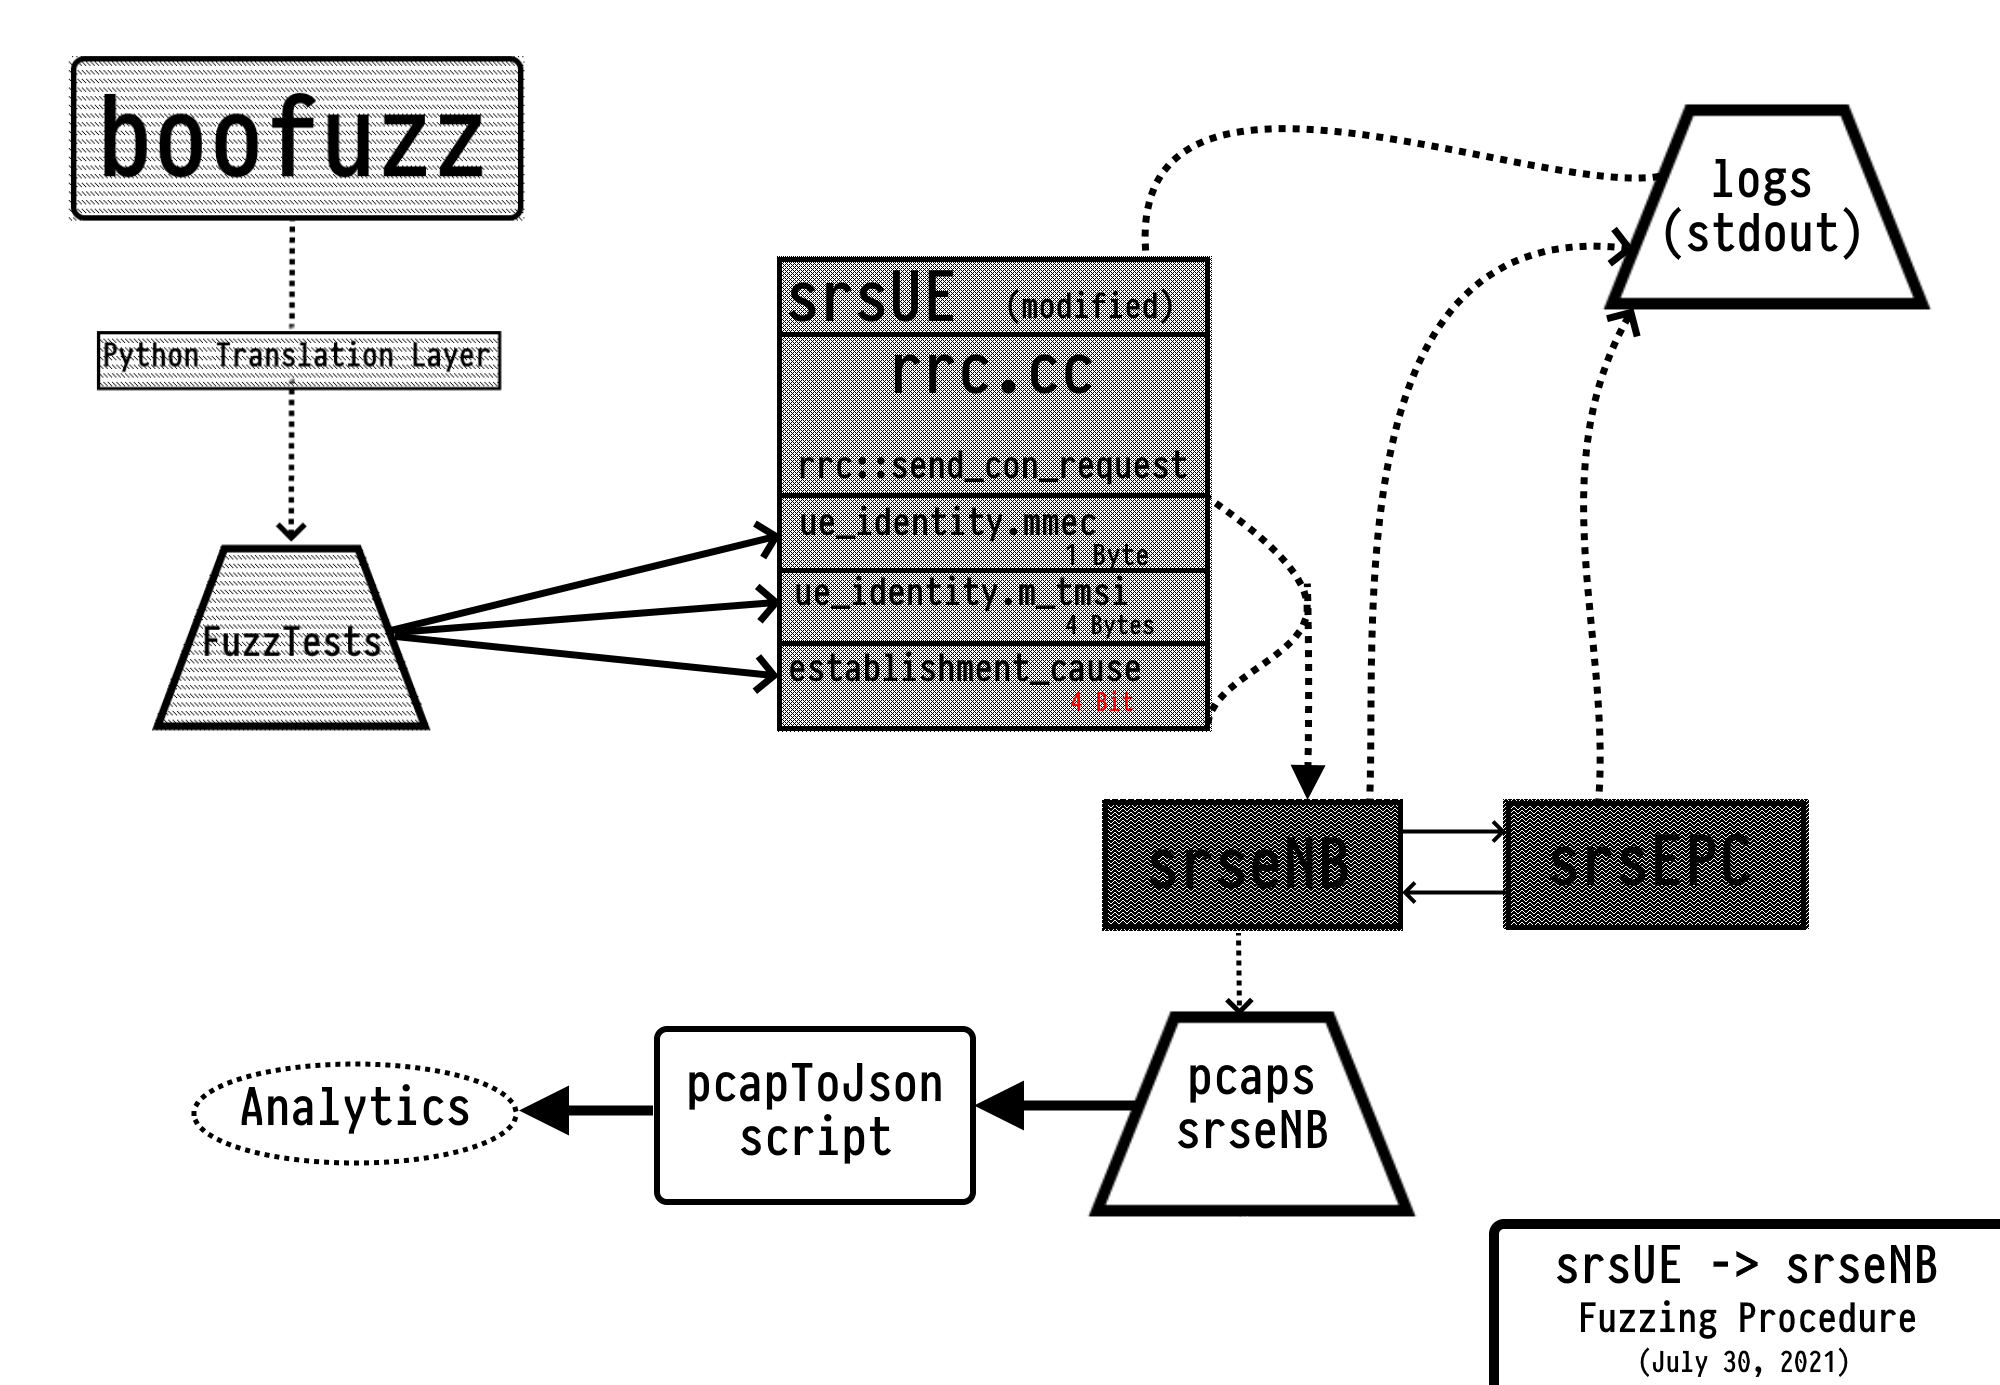 boofuzz
Python Translation Layer
FuzzTests
srsUE (modified)
rrc.cc
rrc::send_con_request
ue_identity.mmec
1 Byte
ue_identity.m_tmsi
4 Bytes
establishment_cause
4 Bit
logs
(stdout)
srseNB
srsEPC
pcaps
srseNB
pcapToJson
script
Analytics
srsUE -> srseNB
Fuzzing Procedure
(July 30, 2021)